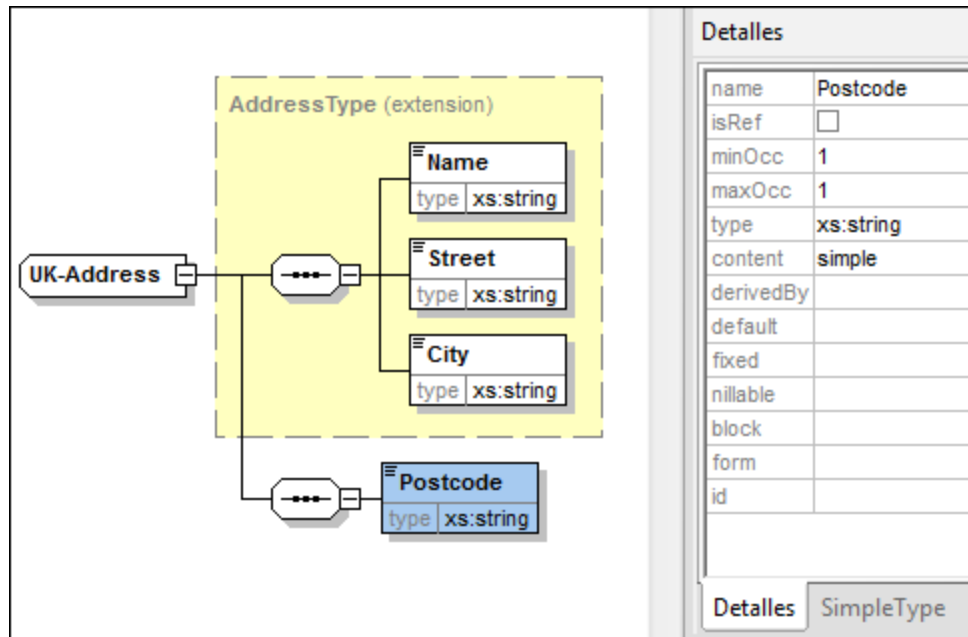 AddressType (extension)
Name
type xs:string
Street
type xs:string
City
type xs:string
UK-Address
Postcode
type xs:string
Detalles
name Postcode
isRef
minOcc 1
maxOcc 1
type xs:string
content simple
derivedBy
default
fixed
nillable
block
form
id
Detalles SimpleType